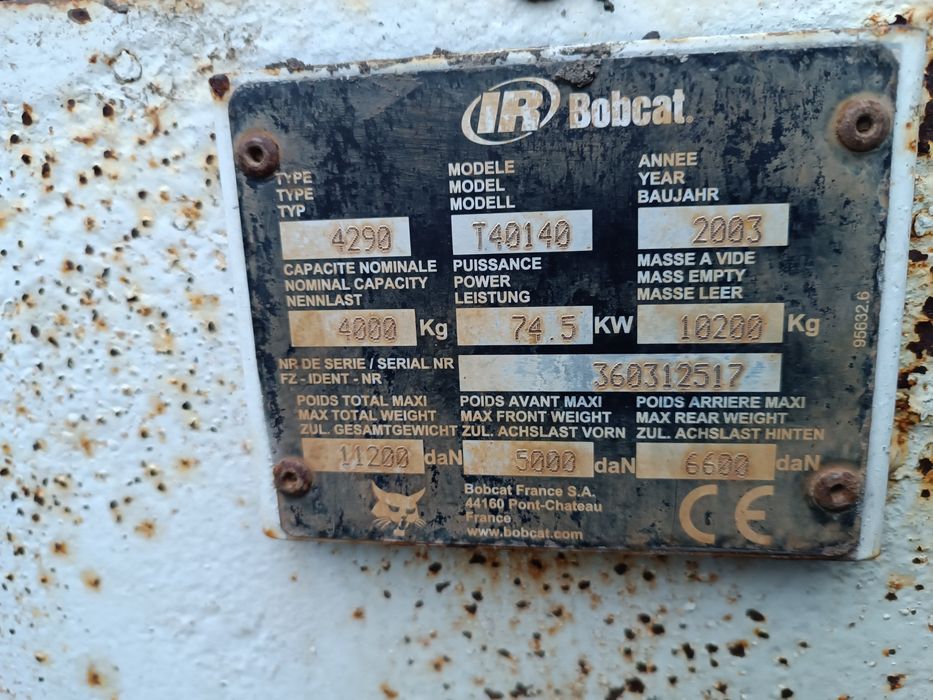 IR Bobcat.
TYPE MODELE ANNEE
TYPE MODEL YEAR
TYP MODELL BAUJAHR
4290 T40140 2003
CAPACITE NOMINALE PUISSANCE MASSE A VIDE
NOMINAL CAPACITY POWER MASS EMPTY
NENNLAST LEISTUNG MASSE LEER
4000 Kg 74.5 KW 10200 Kg
NR DE SERIE / SERIAL NR
FZ - IDENT - NR
360312517
POIDS TOTAL MAXI POIDS AVANT MAXI POIDS ARRIERE MAXI
MAX TOTAL WEIGHT MAX FRONT WEIGHT MAX REAR WEIGHT
ZUL. GESAMTGEWICHT ZUL. ACHSLAST VORN ZUL. ACHSLAST HINTEN
11200 daN 5000 daN 6600 daN
Bobcat France S.A.
44160 Pont-Chateau
France
www.bobcat.com
CE
95632.6